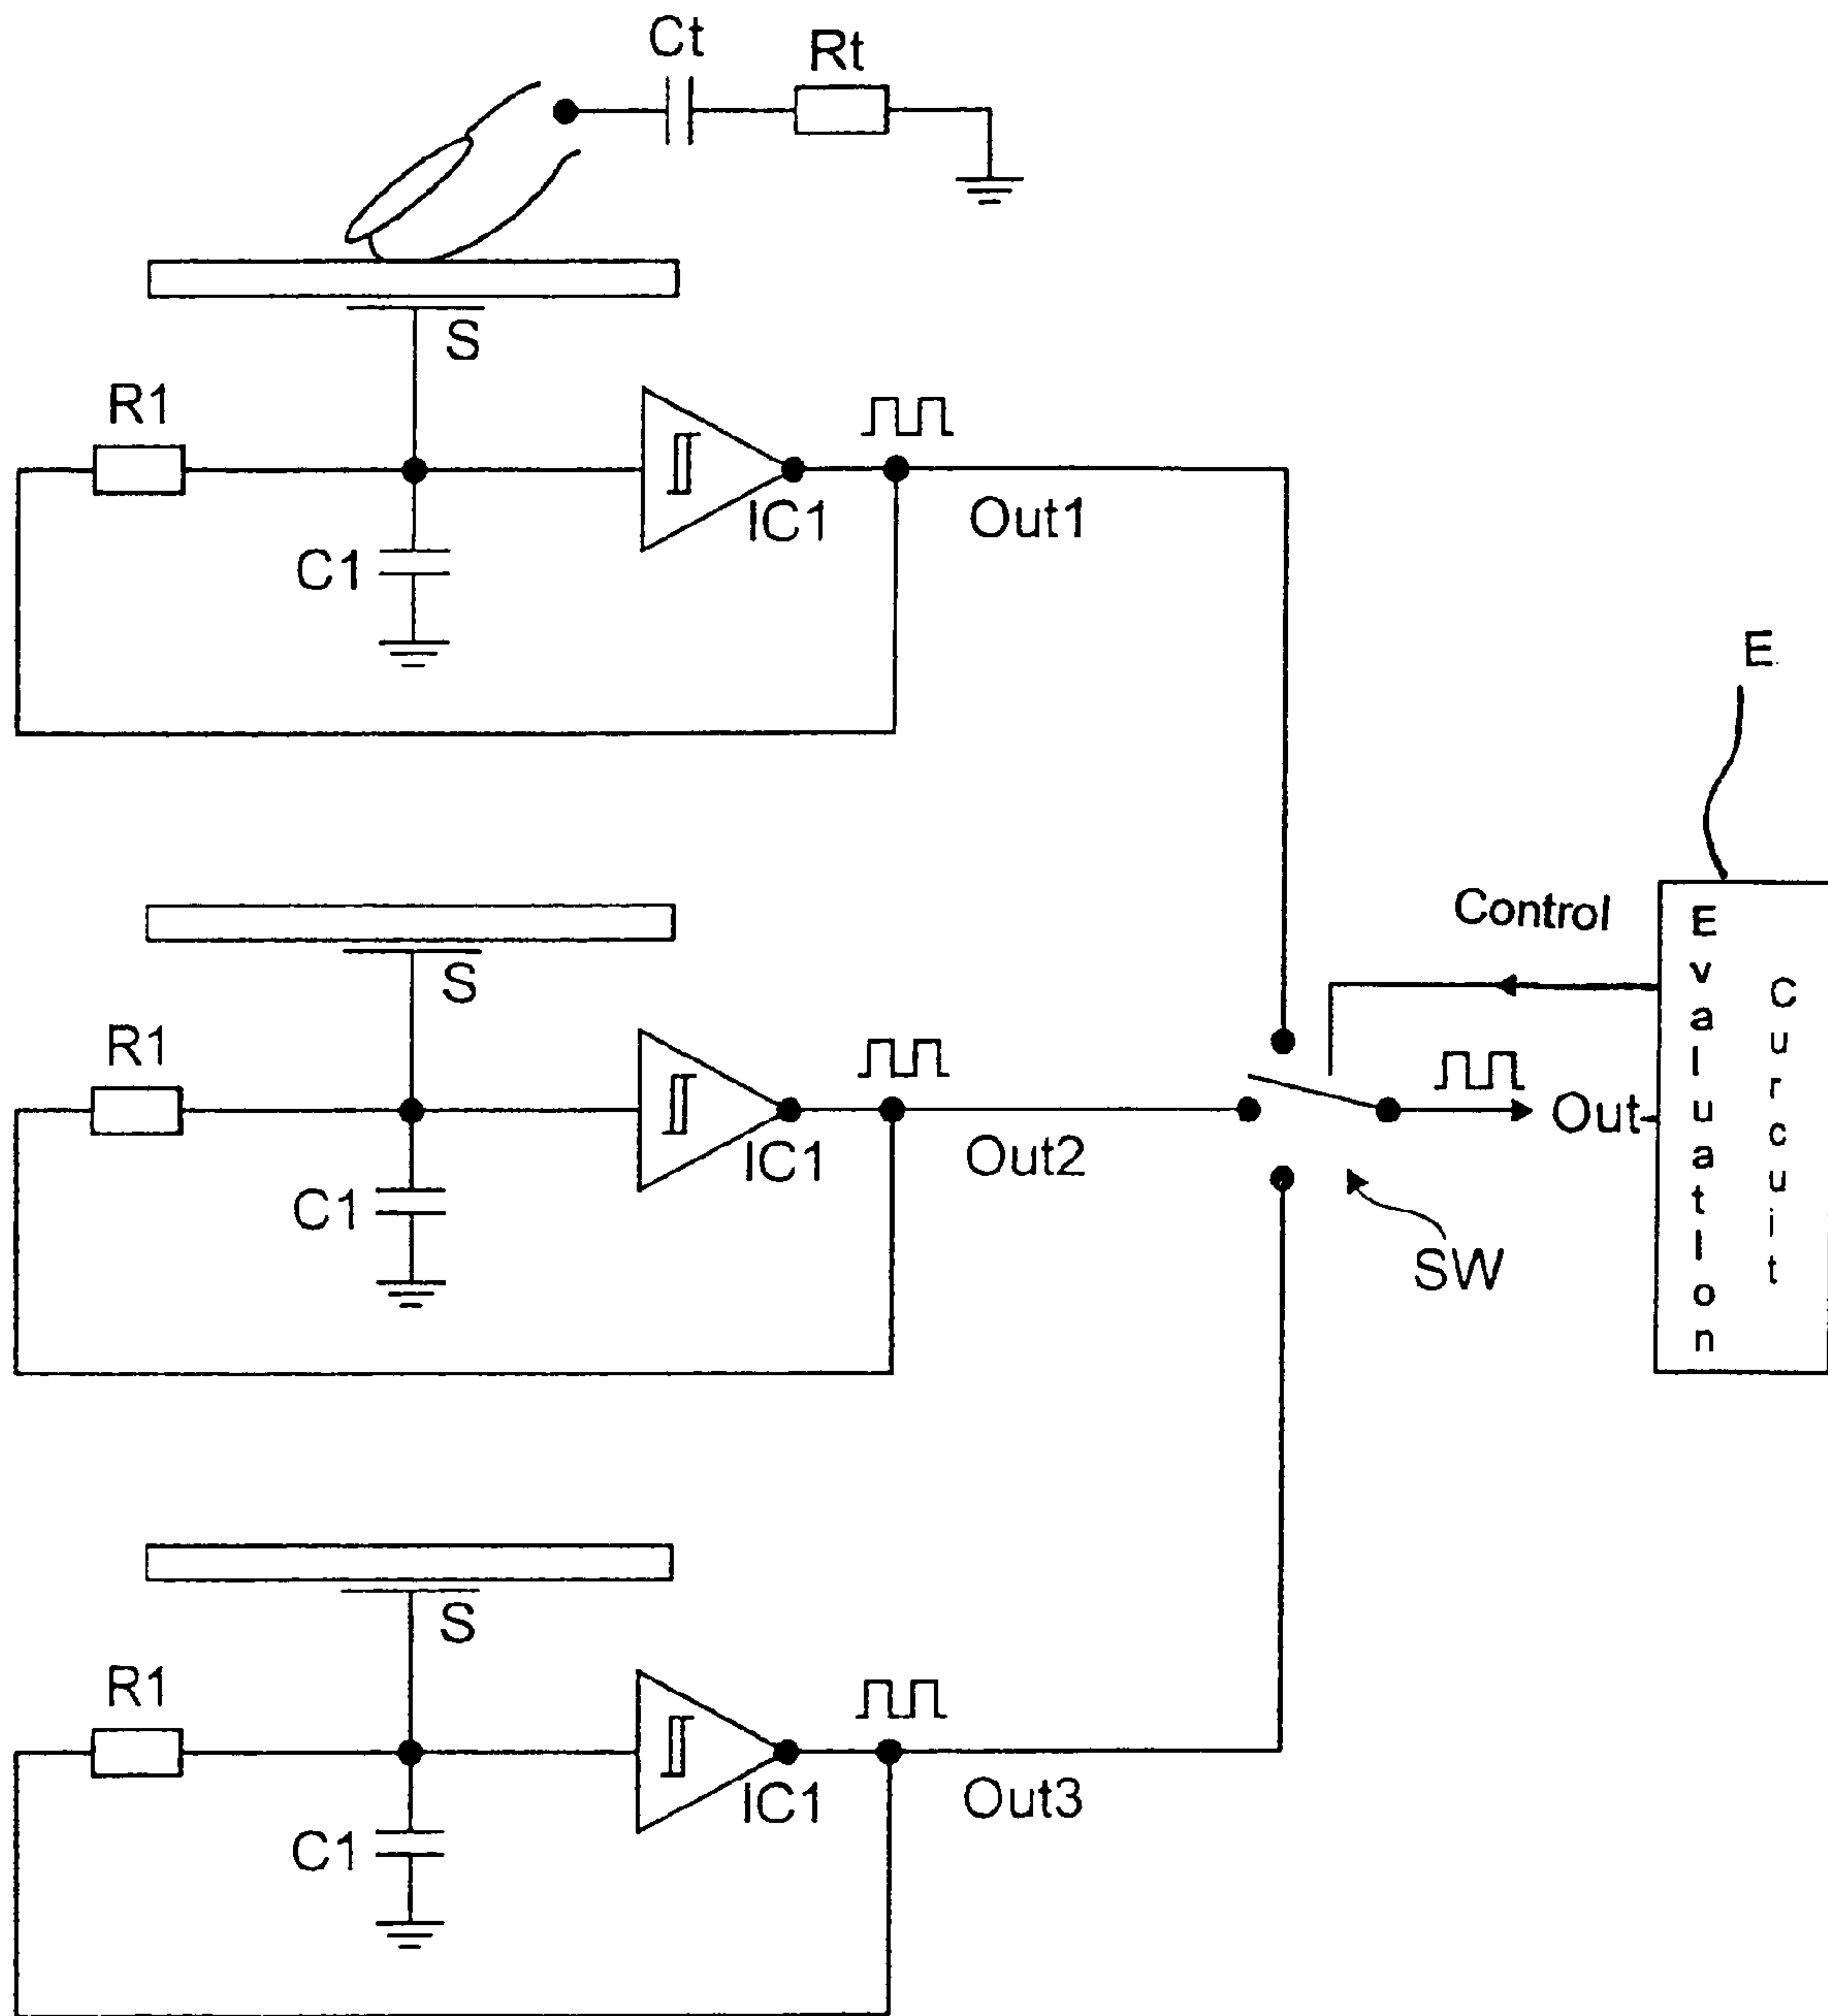 Ct
Rt
S
R1
IC1
Out1
C1
E
S
R1
IC1
Out2
C1
Control
Out
SW
Evaluation
Curcuit
S
R1
IC1
Out3
C1